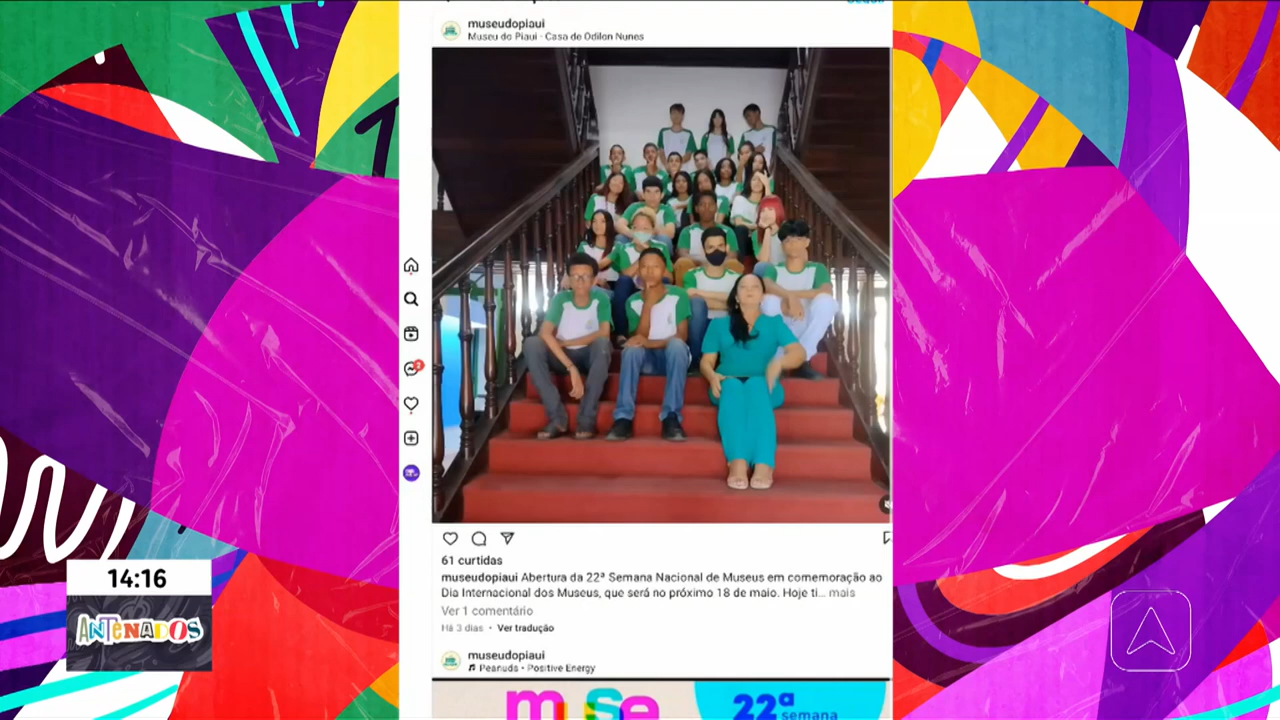 museudopiaui
Museu do Piauí - Casa de Odilon Nunes
2
61 curtidas
museudopiaui Abertura da 22ª Semana Nacional de Museus em comemoração ao
Dia Internacional dos Museus, que será no próximo 18 de maio. Hoje ti... mais
Ver 1 comentário
Há 3 dias • Ver tradução
museudopiaui
Peanuds • Positive Energy
muse
22ª
semana
14:16
ANTENADOS